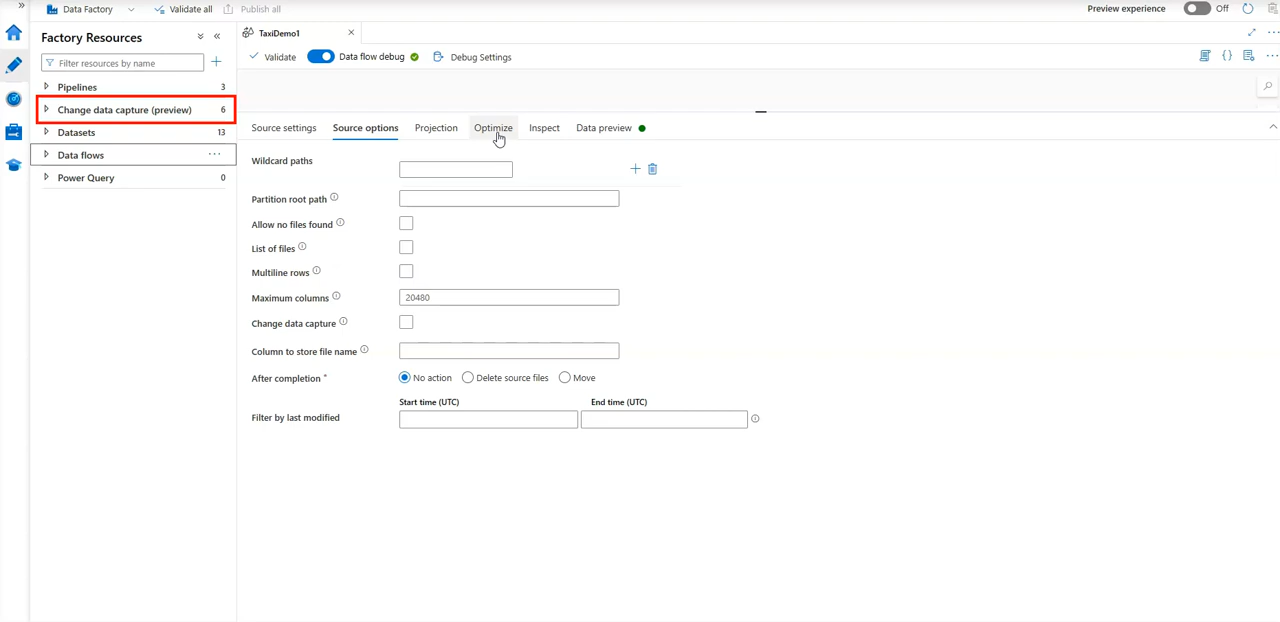 Data Factory
Validate all
Publish all
Preview experience
Off
Factory Resources
Filter resources by name
Pipelines 3
Change data capture (preview) 6
Datasets 13
Data flows
Power Query 0
TaxiDemo1
Validate
Data flow debug
Debug Settings
Source settings
Source options
Projection
Optimize
Inspect
Data preview
Wildcard paths
Partition root path
Allow no files found
List of files
Multiline rows
Maximum columns
20480
Change data capture
Column to store file name
After completion *
No action
Delete source files
Move
Start time (UTC)
End time (UTC)
Filter by last modified